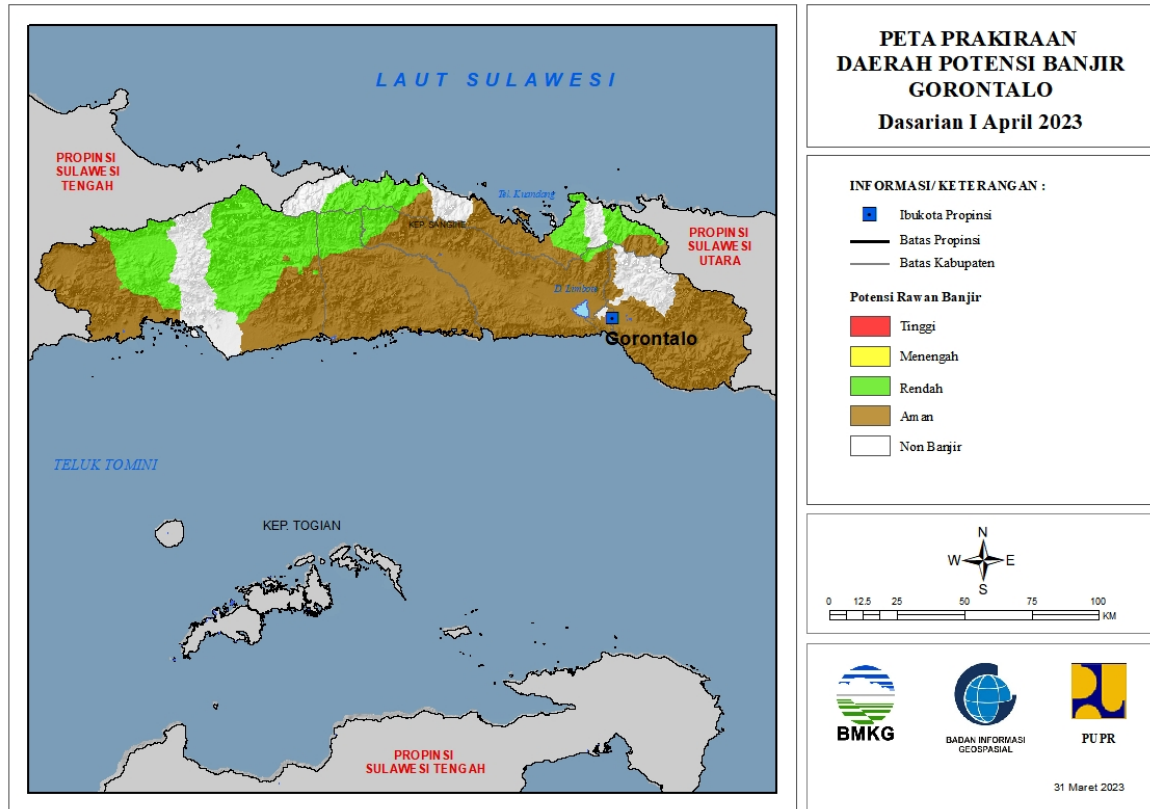 LAUT SULAWESI
PROPINSI
SULAWESI
TENGAH
Tel. Kuandang
KEP. SANGIHE
PROPINSI
SULAWESI
UTARA
D. Limboto
Gorontalo
TELUK TOMINI
KEP. TOGIAN
PROPINSI
SULAWESI TENGAH
PETA PRAKIRAAN
DAERAH POTENSI BANJIR
GORONTALO
Dasarian I April 2023
INFORMASI/ KETERANGAN :
Ibukota Propinsi
Batas Propinsi
Batas Kabupaten
Potensi Rawan Banjir
Tinggi
Menengah
Rendah
Aman
Non Banjir
N
W E
S
0 12.5 25 50 75 100
KM
BMKG
BADAN INFORMASI
GEOSPASIAL
PUPR
31 Maret 2023